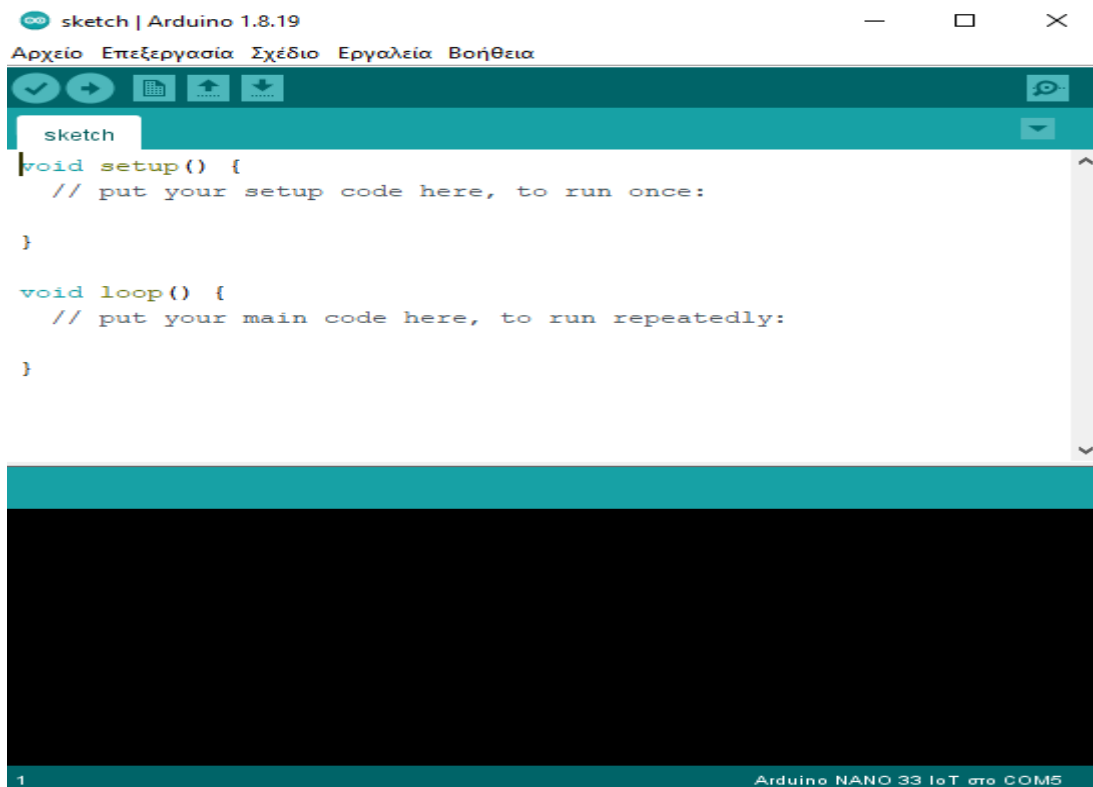 sketch | Arduino 1.8.19
Αρχείο Επεξεργασία Σχέδιο Εργαλεία Βοήθεια
sketch
void setup() {
  // put your setup code here, to run once:
}
void loop() {
  // put your main code here, to run repeatedly:
}
1 Arduino NANO 33 IoT στο COM5